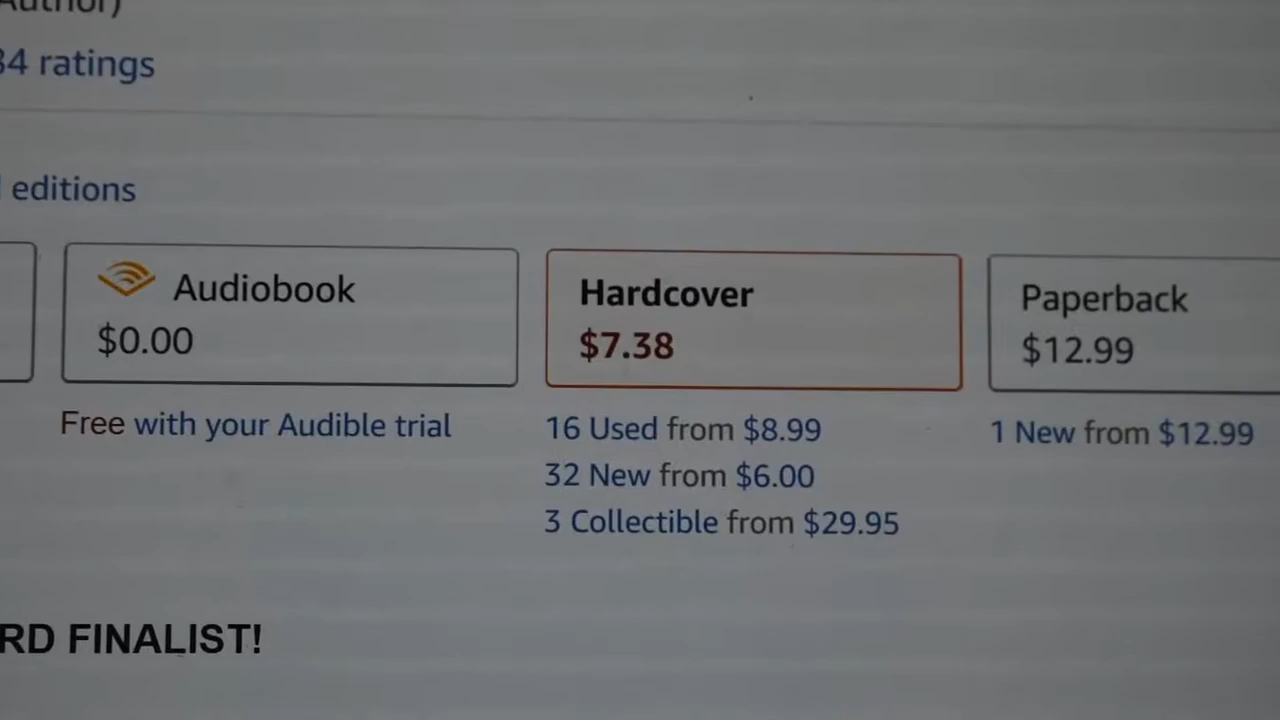 34 ratings
editions
Audiobook
$0.00
Free with your Audible trial
Hardcover
$7.38
16 Used from $8.99
32 New from $6.00
3 Collectible from $29.95
Paperback
$12.99
1 New from $12.99
RD FINALIST!